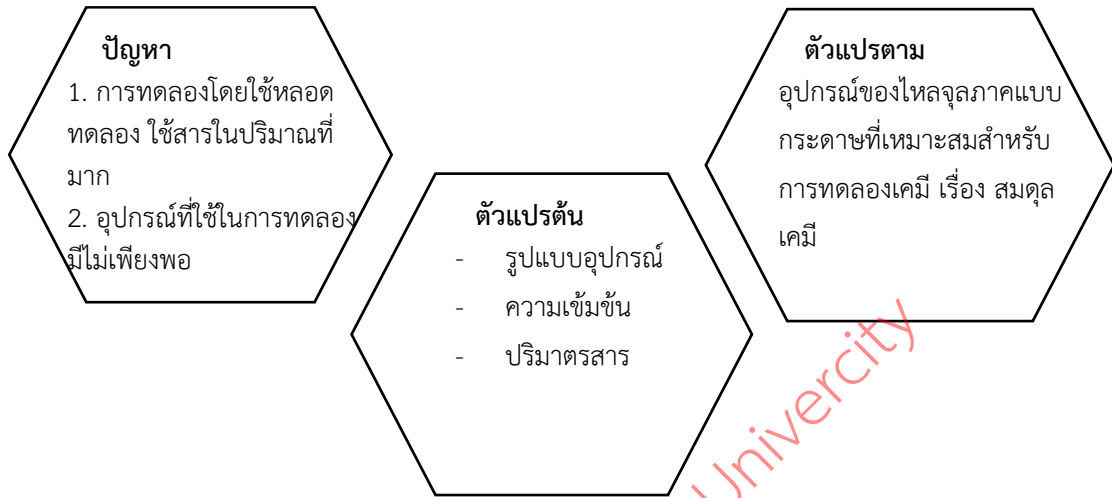 ปัญหา
1. การทดลองโดยใช้หลอด
ทดลอง ใช้สารในปริมาณที่
มาก
2. อุปกรณ์ที่ใช้ในการทดลอง
มีไม่เพียงพอ
ตัวแปรต้น
- รูปแบบอุปกรณ์
- ความเข้มข้น
- ปริมาตรสาร
ตัวแปรตาม
อุปกรณ์ของไหลจุลภาคแบบ
กระดาษที่เหมาะสมสำหรับ
การทดลองเคมี เรื่อง สมดุล
เคมี
Univercity